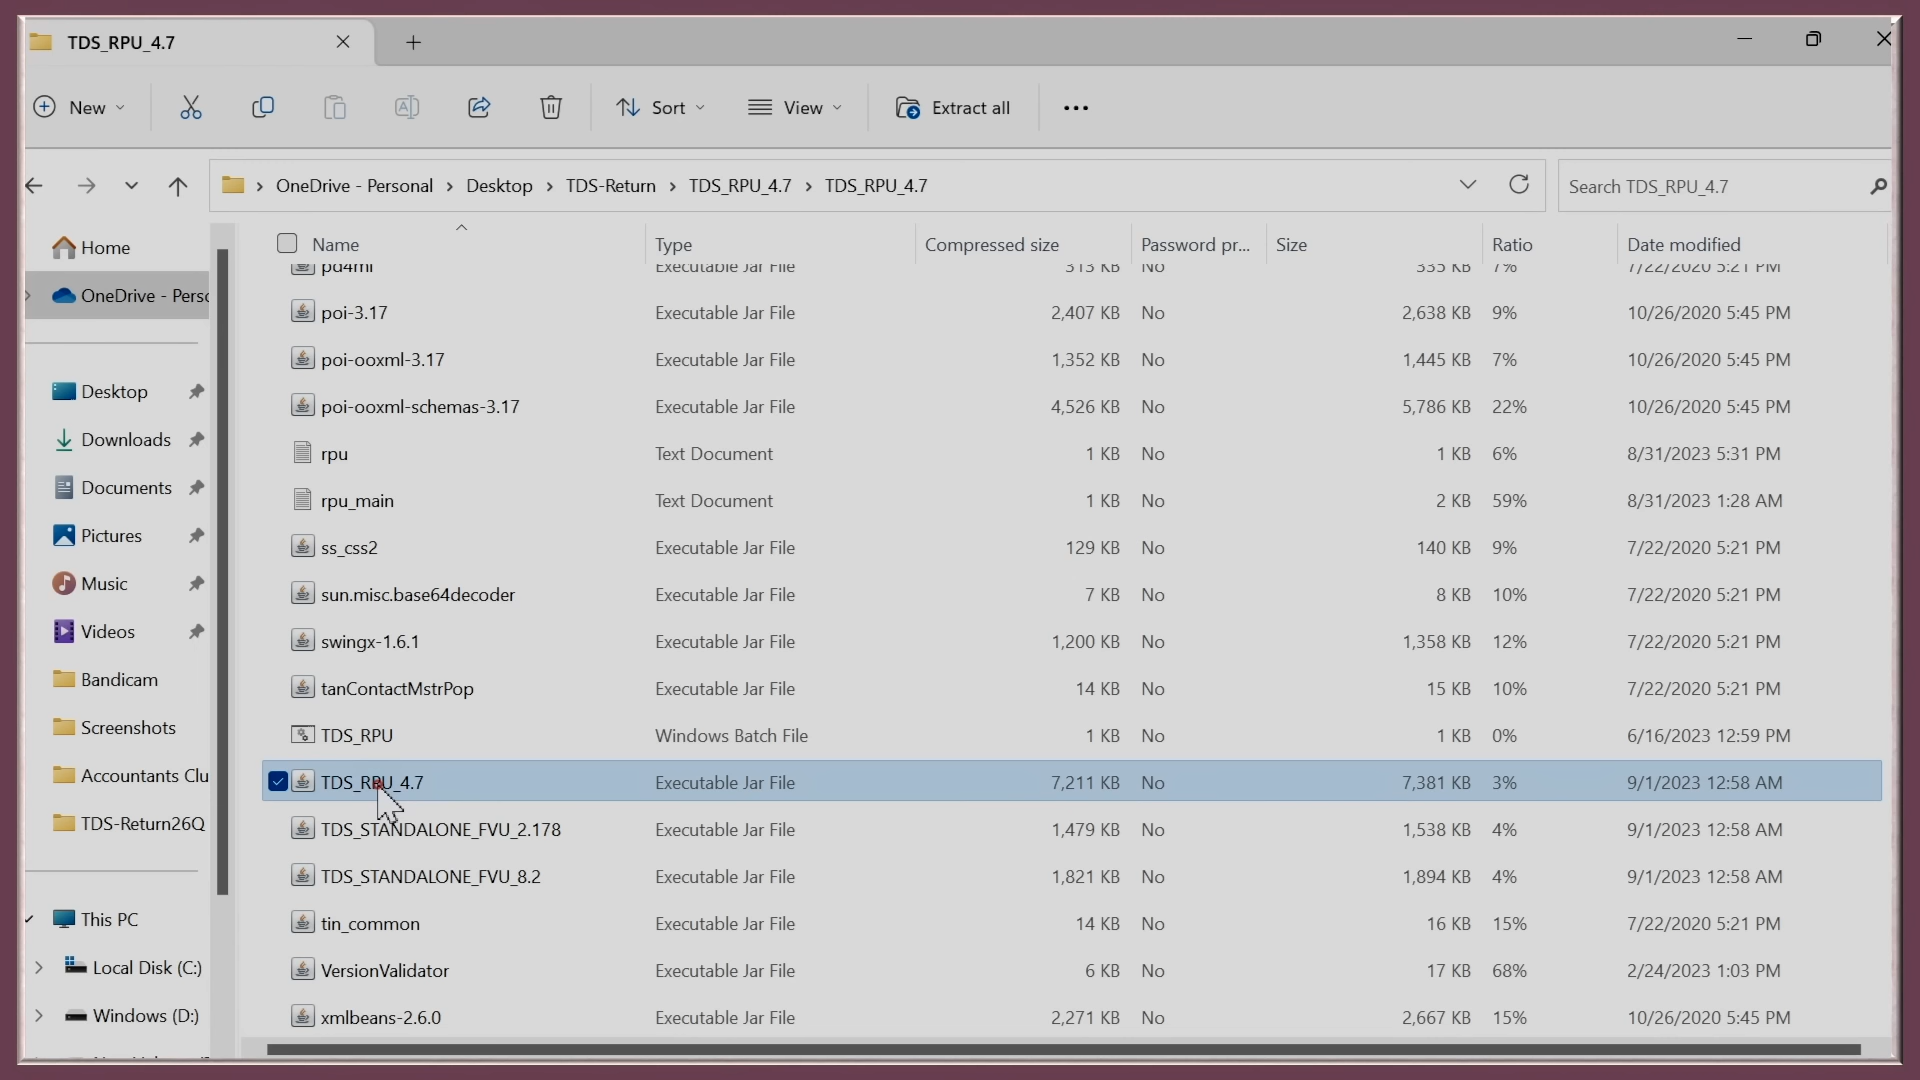 TDS_RPU_4.7
New
Sort
View
Extract all
OneDrive - Personal > Desktop > TDS-Return > TDS_RPU_4.7 > TDS_RPU_4.7
Search TDS_RPU_4.7
Home
OneDrive - Perso
Desktop
Downloads
Documents
Pictures
Music
Videos
Bandicam
Screenshots
Accountants Clu
TDS-Return26Q
This PC
Local Disk (C:)
Windows (D:)
Name Type Compressed size Password pr... Size Ratio Date modified
pd4ml Executable Jar File 313 KB No 335 KB 7% 7/22/2020 5:21 PM
poi-3.17 Executable Jar File 2,407 KB No 2,638 KB 9% 10/26/2020 5:45 PM
poi-ooxml-3.17 Executable Jar File 1,352 KB No 1,445 KB 7% 10/26/2020 5:45 PM
poi-ooxml-schemas-3.17 Executable Jar File 4,526 KB No 5,786 KB 22% 10/26/2020 5:45 PM
rpu Text Document 1 KB No 1 KB 6% 8/31/2023 5:31 PM
rpu_main Text Document 1 KB No 2 KB 59% 8/31/2023 1:28 AM
ss_css2 Executable Jar File 129 KB No 140 KB 9% 7/22/2020 5:21 PM
sun.misc.base64decoder Executable Jar File 7 KB No 8 KB 10% 7/22/2020 5:21 PM
swingx-1.6.1 Executable Jar File 1,200 KB No 1,358 KB 12% 7/22/2020 5:21 PM
tanContactMstrPop Executable Jar File 14 KB No 15 KB 10% 7/22/2020 5:21 PM
TDS_RPU Windows Batch File 1 KB No 1 KB 0% 6/16/2023 12:59 PM
TDS_RPU_4.7 Executable Jar File 7,211 KB No 7,381 KB 3% 9/1/2023 12:58 AM
TDS_STANDALONE_FVU_2.178 Executable Jar File 1,479 KB No 1,538 KB 4% 9/1/2023 12:58 AM
TDS_STANDALONE_FVU_8.2 Executable Jar File 1,821 KB No 1,894 KB 4% 9/1/2023 12:58 AM
tin_common Executable Jar File 14 KB No 16 KB 15% 7/22/2020 5:21 PM
VersionValidator Executable Jar File 6 KB No 17 KB 68% 2/24/2023 1:03 PM
xmlbeans-2.6.0 Executable Jar File 2,271 KB No 2,667 KB 15% 10/26/2020 5:45 PM